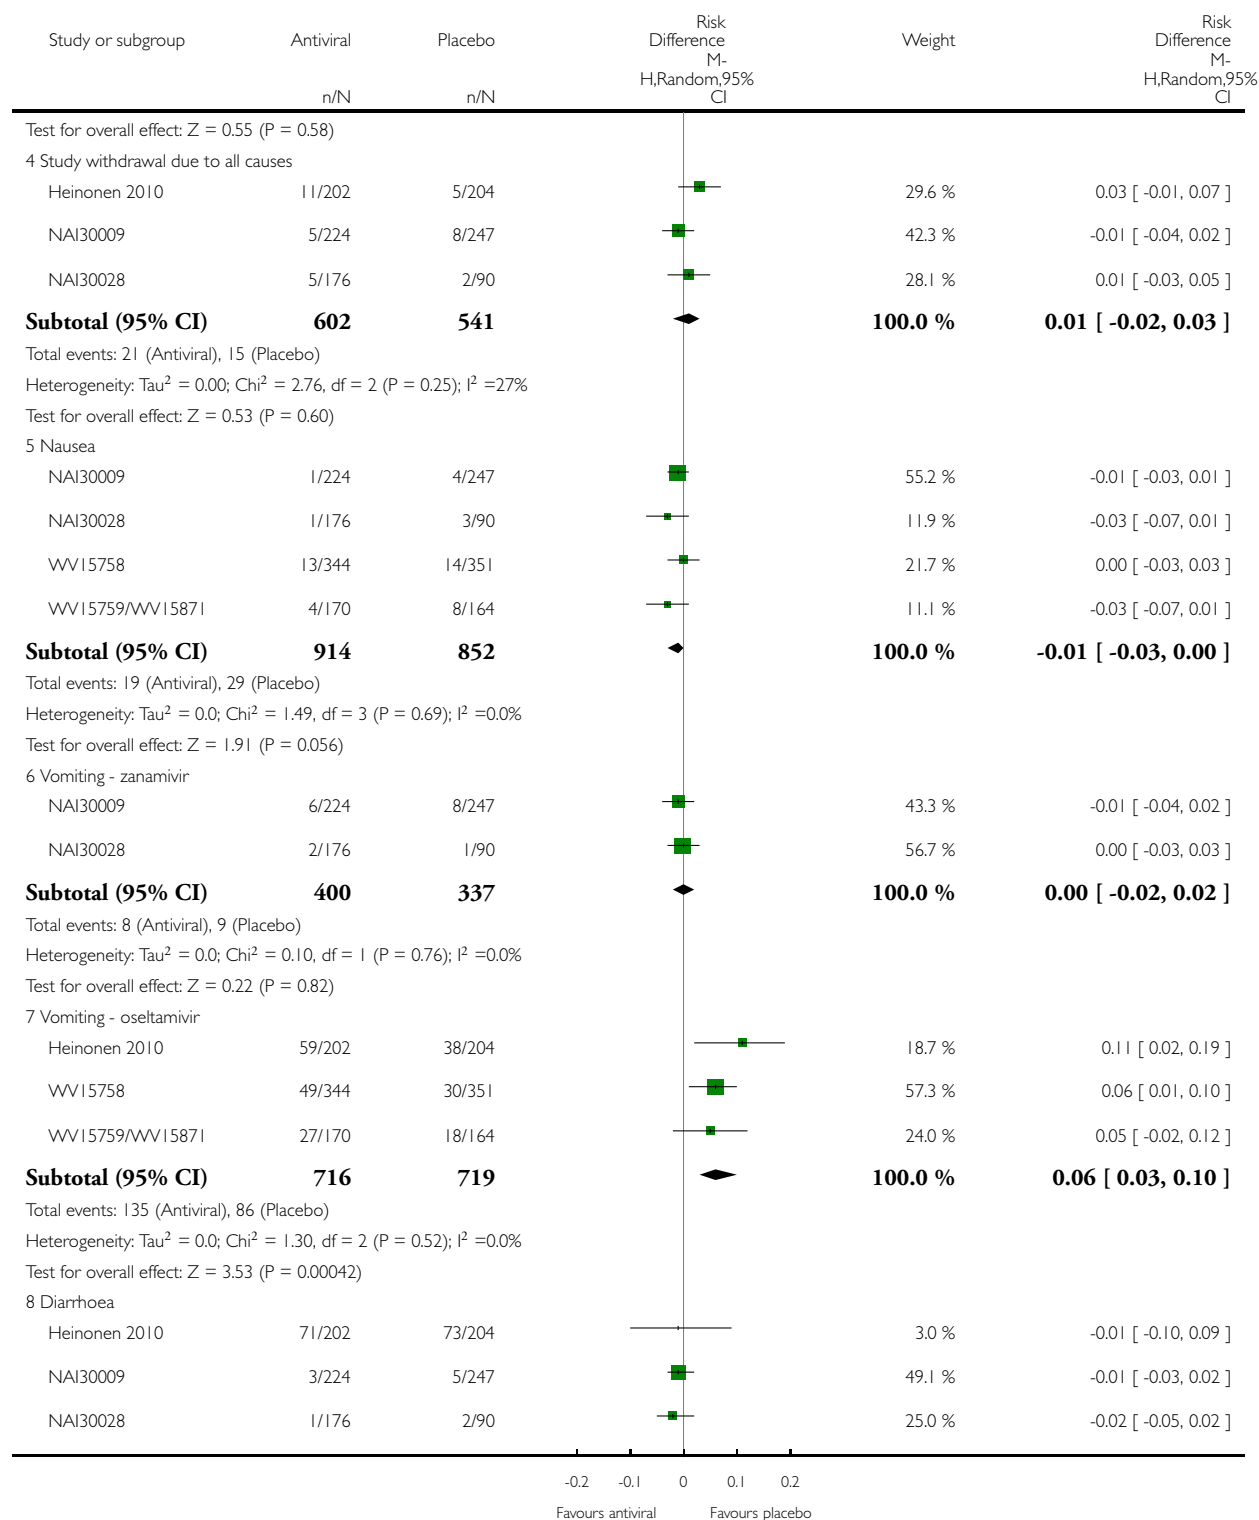 Study or subgroup Antiviral Placebo Risk Difference Weight Risk Difference
M-H,Random,95% CI M-H,Random,95% CI
n/N n/N
Test for overall effect: Z = 0.55 (P = 0.58)
4 Study withdrawal due to all causes
Heinonen 2010 11/202 5/204 29.6 % 0.03 [ -0.01, 0.07 ]
NAI30009 5/224 8/247 42.3 % -0.01 [ -0.04, 0.02 ]
NAI30028 5/176 2/90 28.1 % 0.01 [ -0.03, 0.05 ]
Subtotal (95% CI) 602 541 100.0 % 0.01 [ -0.02, 0.03 ]
Total events: 21 (Antiviral), 15 (Placebo)
Heterogeneity: Tau² = 0.00; Chi² = 2.76, df = 2 (P = 0.25); I² =27%
Test for overall effect: Z = 0.53 (P = 0.60)
5 Nausea
NAI30009 1/224 4/247 55.2 % -0.01 [ -0.03, 0.01 ]
NAI30028 1/176 3/90 11.9 % -0.03 [ -0.07, 0.01 ]
WV15758 13/344 14/351 21.7 % 0.00 [ -0.03, 0.03 ]
WV15759/WV15871 4/170 8/164 11.1 % -0.03 [ -0.07, 0.01 ]
Subtotal (95% CI) 914 852 100.0 % -0.01 [ -0.03, 0.00 ]
Total events: 19 (Antiviral), 29 (Placebo)
Heterogeneity: Tau² = 0.0; Chi² = 1.49, df = 3 (P = 0.69); I² =0.0%
Test for overall effect: Z = 1.91 (P = 0.056)
6 Vomiting - zanamivir
NAI30009 6/224 8/247 43.3 % -0.01 [ -0.04, 0.02 ]
NAI30028 2/176 1/90 56.7 % 0.00 [ -0.03, 0.03 ]
Subtotal (95% CI) 400 337 100.0 % 0.00 [ -0.02, 0.02 ]
Total events: 8 (Antiviral), 9 (Placebo)
Heterogeneity: Tau² = 0.0; Chi² = 0.10, df = 1 (P = 0.76); I² =0.0%
Test for overall effect: Z = 0.22 (P = 0.82)
7 Vomiting - oseltamivir
Heinonen 2010 59/202 38/204 18.7 % 0.11 [ 0.02, 0.19 ]
WV15758 49/344 30/351 57.3 % 0.06 [ 0.01, 0.10 ]
WV15759/WV15871 27/170 18/164 24.0 % 0.05 [ -0.02, 0.12 ]
Subtotal (95% CI) 716 719 100.0 % 0.06 [ 0.03, 0.10 ]
Total events: 135 (Antiviral), 86 (Placebo)
Heterogeneity: Tau² = 0.0; Chi² = 1.30, df = 2 (P = 0.52); I² =0.0%
Test for overall effect: Z = 3.53 (P = 0.00042)
8 Diarrhoea
Heinonen 2010 71/202 73/204 3.0 % -0.01 [ -0.10, 0.09 ]
NAI30009 3/224 5/247 49.1 % -0.01 [ -0.03, 0.02 ]
NAI30028 1/176 2/90 25.0 % -0.02 [ -0.05, 0.02 ]
-0.2 -0.1 0 0.1 0.2
Favours antiviral Favours placebo